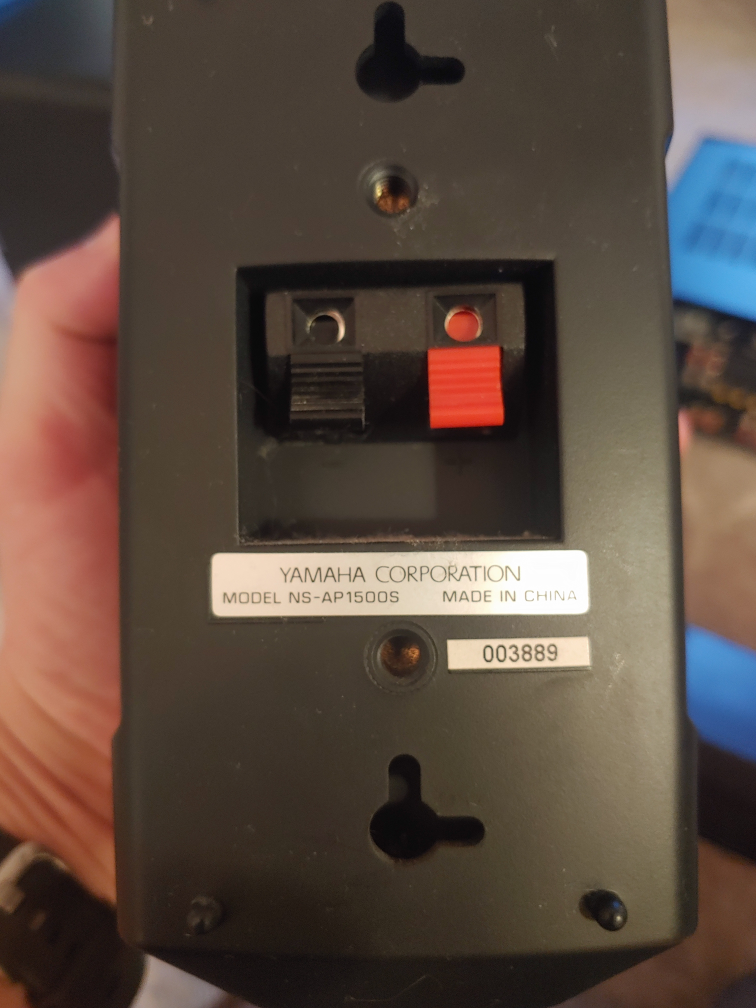 YAMAHA CORPORATION
MODEL NS-AP1500S MADE IN CHINA
003889